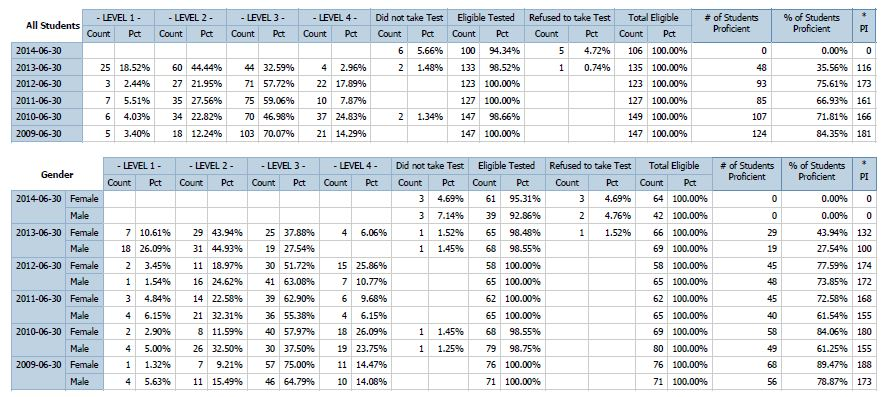 All Students - LEVEL 1 - - LEVEL 2 - - LEVEL 3 - - LEVEL 4 - Did not take Test Eligible Tested Refused to take Test Total Eligible # of Students Proficient % of Students Proficient * PI
Count Pct Count Pct Count Pct Count Pct Count Pct Count Pct Count Pct Count Pct
2014-06-30 6 5.66% 100 94.34% 5 4.72% 106 100.00% 0 0.00% 0
2013-06-30 25 18.52% 60 44.44% 44 32.59% 4 2.96% 2 1.48% 133 98.52% 1 0.74% 135 100.00% 48 35.56% 116
2012-06-30 3 2.44% 27 21.95% 71 57.72% 22 17.89% 123 100.00% 123 100.00% 93 75.61% 173
2011-06-30 7 5.51% 35 27.56% 75 59.06% 10 7.87% 127 100.00% 127 100.00% 85 66.93% 161
2010-06-30 6 4.03% 34 22.82% 70 46.98% 37 24.83% 2 1.34% 147 98.66% 149 100.00% 107 71.81% 166
2009-06-30 5 3.40% 18 12.24% 103 70.07% 21 14.29% 147 100.00% 147 100.00% 124 84.35% 181
Gender - LEVEL 1 - - LEVEL 2 - - LEVEL 3 - - LEVEL 4 - Did not take Test Eligible Tested Refused to take Test Total Eligible # of Students Proficient % of Students Proficient * PI
Count Pct Count Pct Count Pct Count Pct Count Pct Count Pct Count Pct Count Pct
2014-06-30 Female 3 4.69% 61 95.31% 3 4.69% 64 100.00% 0 0.00% 0
Male 3 7.14% 39 92.86% 2 4.76% 42 100.00% 0 0.00% 0
2013-06-30 Female 7 10.61% 29 43.94% 25 37.88% 4 6.06% 1 1.52% 65 98.48% 1 1.52% 66 100.00% 29 43.94% 132
Male 18 26.09% 31 44.93% 19 27.54% 1 1.45% 68 98.55% 69 100.00% 19 27.54% 100
2012-06-30 Female 2 3.45% 11 18.97% 30 51.72% 15 25.86% 58 100.00% 58 100.00% 45 77.59% 174
Male 1 1.54% 16 24.62% 41 63.08% 7 10.77% 65 100.00% 65 100.00% 48 73.85% 172
2011-06-30 Female 3 4.84% 14 22.58% 39 62.90% 6 9.68% 62 100.00% 62 100.00% 45 72.58% 168
Male 4 6.15% 21 32.31% 36 55.38% 4 6.15% 65 100.00% 65 100.00% 40 61.54% 155
2010-06-30 Female 2 2.90% 8 11.59% 40 57.97% 18 26.09% 1 1.45% 68 98.55% 69 100.00% 58 84.06% 180
Male 4 5.00% 26 32.50% 30 37.50% 19 23.75% 1 1.25% 79 98.75% 80 100.00% 49 61.25% 155
2009-06-30 Female 1 1.32% 7 9.21% 57 75.00% 11 14.47% 76 100.00% 76 100.00% 68 89.47% 188
Male 4 5.63% 11 15.49% 46 64.79% 10 14.08% 71 100.00% 71 100.00% 56 78.87% 173